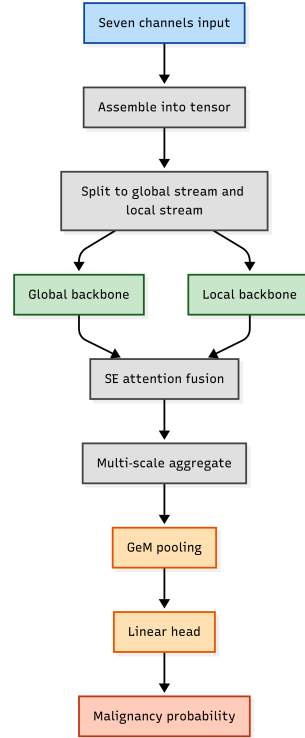 Seven channels input
Assemble into tensor
Split to global stream and
local stream
Global backbone
Local backbone
SE attention fusion
Multi-scale aggregate
GeM pooling
Linear head
Malignancy probability